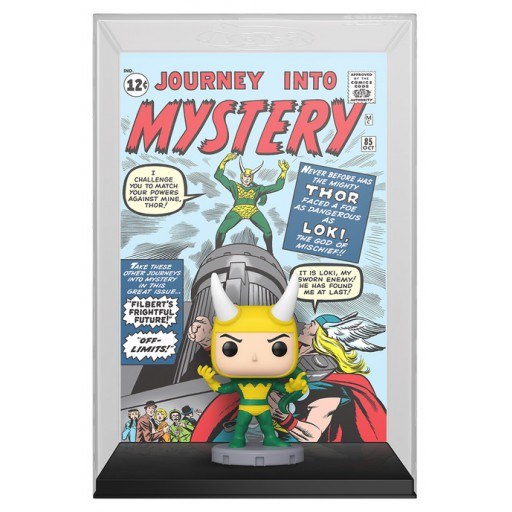 IND.
12¢
JOURNEY INTO
MYSTERY
APPROVED
BY THE
COMICS
CODE
AUTHORITY
MC
85
OCT
I
CHALLENGE
YOU TO MATCH
YOUR POWERS
AGAINST MINE,
THOR!
NEVER BEFORE HAS
THE MIGHTY
THOR
FACED A FOE
AS DANGEROUS
AS
LOKI,
THE GOD OF
MISCHIEF!!
TAKE THESE
OTHER JOURNEYS
INTO MYSTERY
IN THIS
GREAT ISSUE...
FILBERT'S
FRIGHTFUL
FUTURE!
"OFF-
LIMITS!"
IT IS LOKI, MY
SWORN ENEMY! HE
HAS FOUND
ME AT LAST!